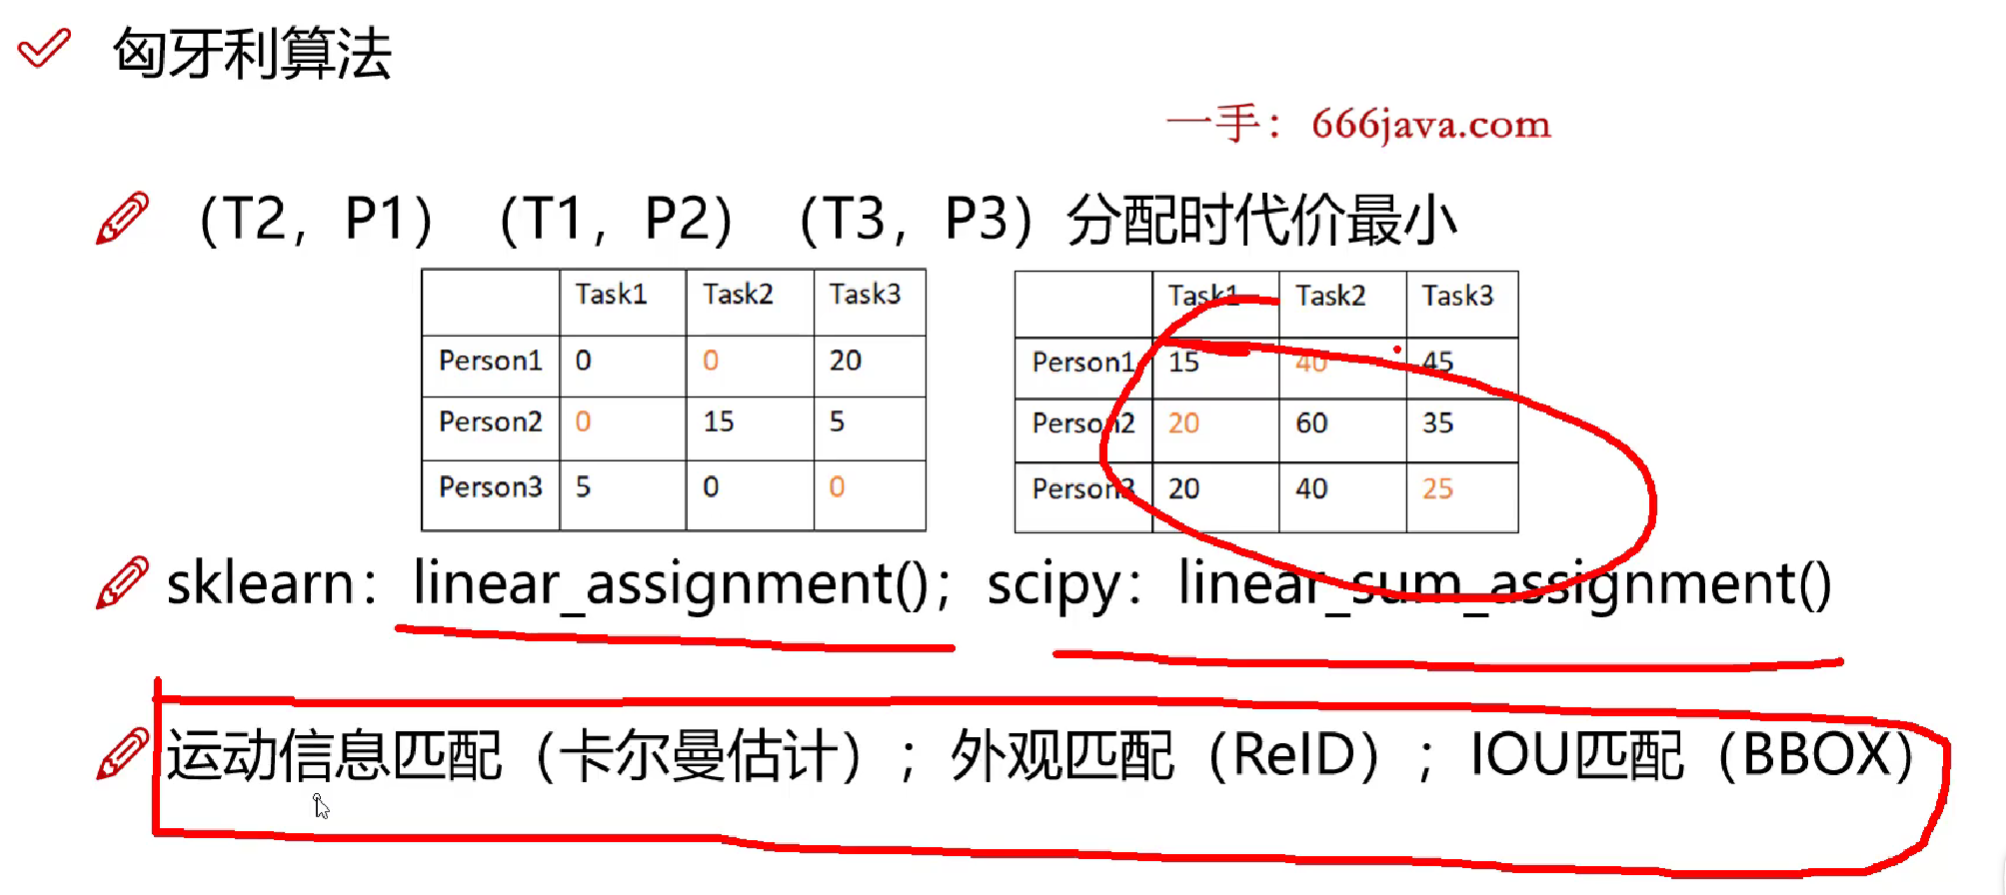 匈牙利算法
一手：666java.com
（T2，P1）（T1，P2）（T3，P3）分配时代价最小
Task1 Task2 Task3
Person1 0 0 20
Person2 0 15 5
Person3 5 0 0
Task1 Task2 Task3
Person1 15 40 45
Person2 20 60 35
Person3 20 40 25
sklearn：linear_assignment()；scipy：linear_sum_assignment()
运动信息匹配（卡尔曼估计）；外观匹配（ReID）；IOU匹配（BBOX）